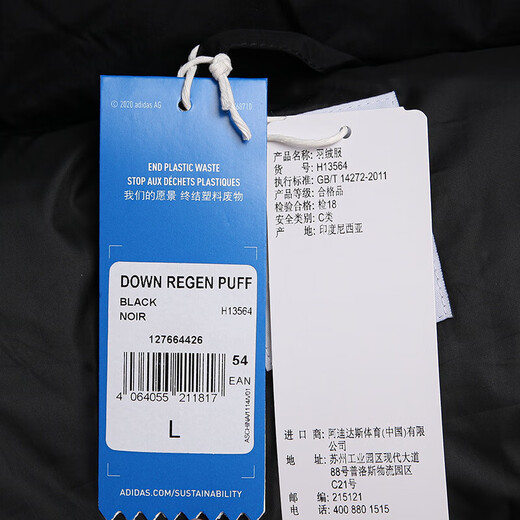 © 2020 adidas AG
END PLASTIC WASTE
STOP AUX DÉCHETS PLASTIQUES
我们的愿景 终结塑料废物
DOWN REGEN PUFF
BLACK H13564
NOIR
127664426
54
EAN
4 064055 211817
ASCHINA/1114/V01
L
ADIDAS.COM/SUSTAINABILITY
产品名称: 羽绒服
货 号: H13564
执行标准: GB/T 14272-2011
产品等级: 合格品
检验合格: 检18
安全类别: C类
产 地: 印度尼西亚
进 口 商: 阿迪达斯体育(中国)有限
公司
地 址: 苏州工业园区现代大道
88号普洛斯物流园区
C21号
邮 编: 215121
电 话: 400 880 1515